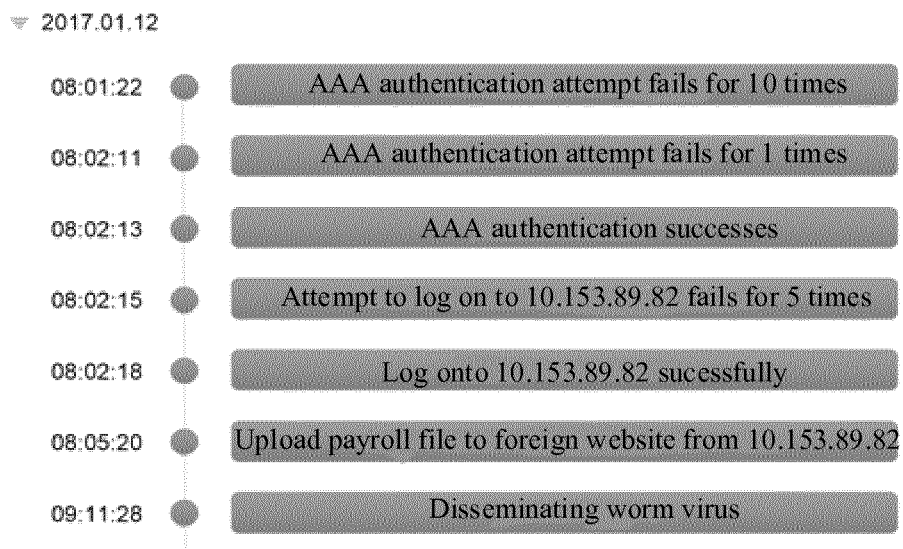 2017.01.12
08:01:22 AAA authentication attempt fails for 10 times
08:02:11 AAA authentication attempt fails for 1 times
08:02:13 AAA authentication successes
08:02:15 Attempt to log on to 10.153.89.82 fails for 5 times
08:02:18 Log onto 10.153.89.82 sucessfully
08:05:20 Upload payroll file to foreign website from 10.153.89.82
09:11:28 Disseminating worm virus